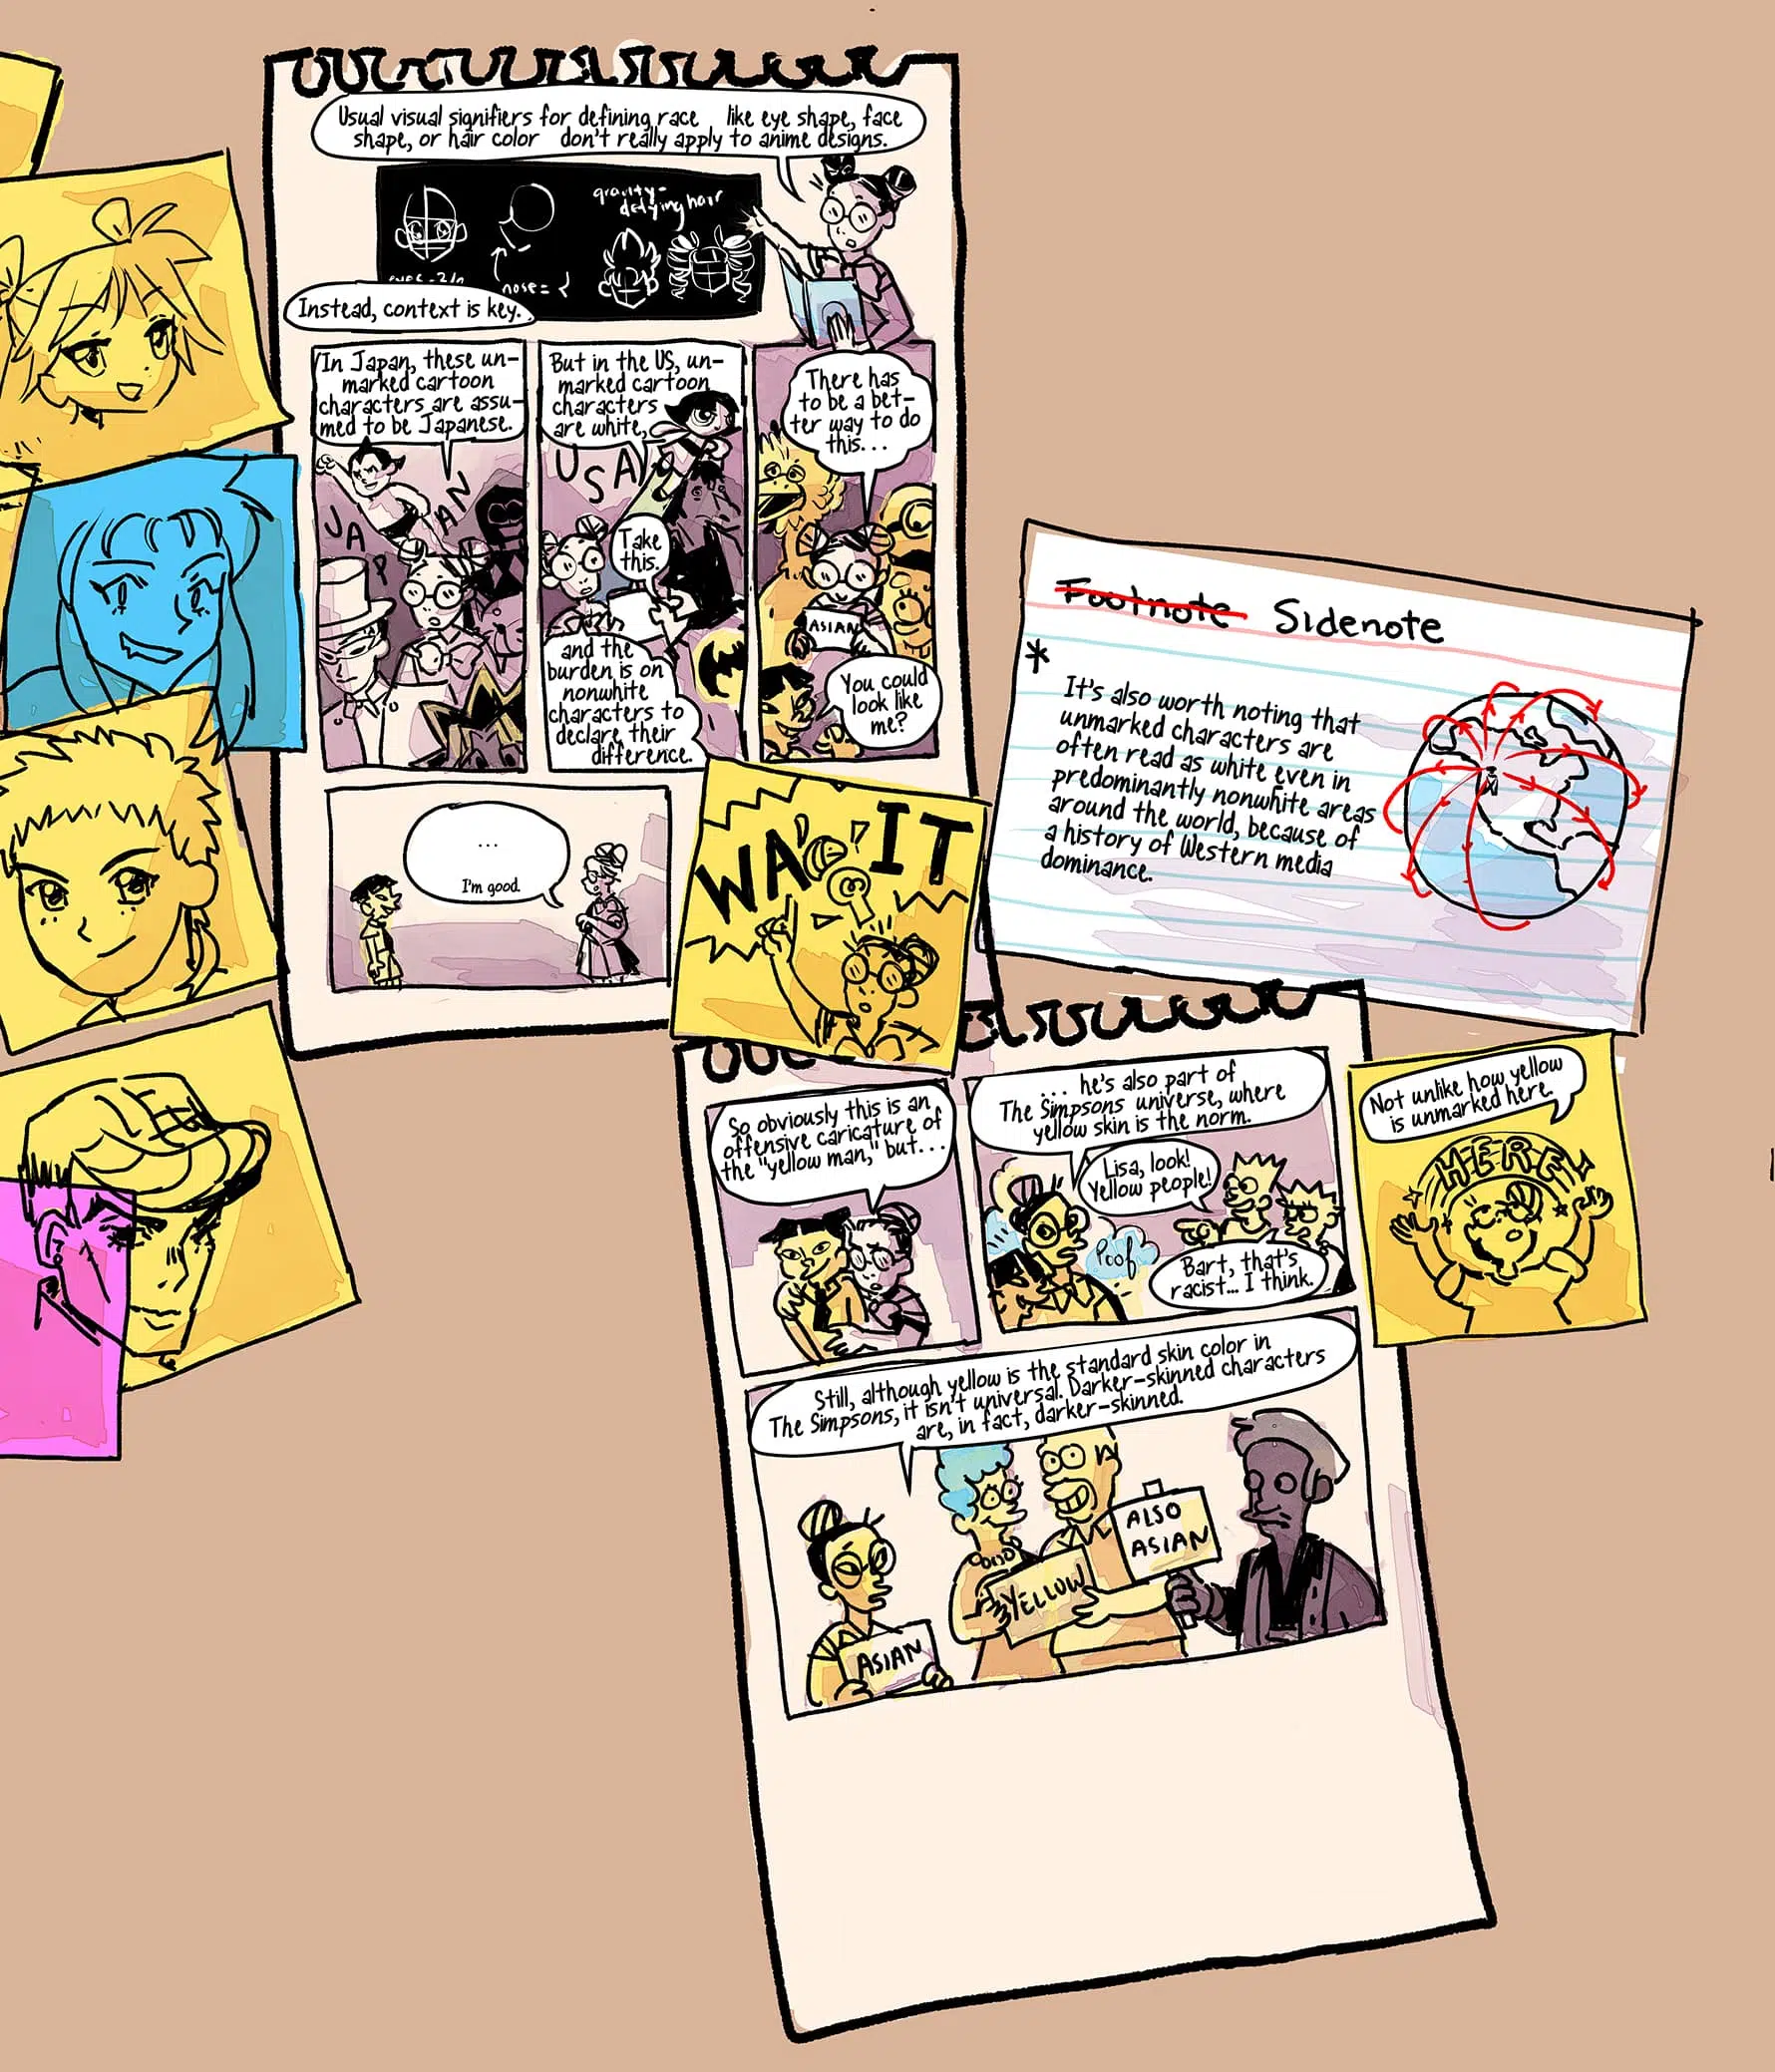 Usual visual signifiers for defining race like eye shape, face
shape, or hair color don't really apply to anime designs.
gravity-
defying hair
nose =
Instead, context is key.
In Japan, these un-
marked cartoon
characters are assu-
med to be Japanese.
JAPAN
But in the US, un-
marked cartoon
characters
are white,
USA
Take
this.
and the
burden is on
nonwhite
characters to
declare their
difference.
There has
to be a bet-
ter way to do
this...
ASIAN
You could
look like
me?
...
I'm good.
WAIT
Footnote Sidenote
*
It's also worth noting that
unmarked characters are
often read as white even in
predominantly nonwhite areas
around the world, because of
a history of Western media
dominance.
So obviously this is an
offensive caricature of
the "yellow man," but...
... he's also part of
The Simpsons universe, where
yellow skin is the norm.
Lisa, look!
Yellow people!
Poof
Bart, that's
racist... I think.
Not unlike how yellow
is unmarked here.
HERE
Still, although yellow is the standard skin color in
The Simpsons, it isn't universal. Darker-skinned characters
are, in fact, darker-skinned.
ASIAN
YELLOW
ALSO
ASIAN